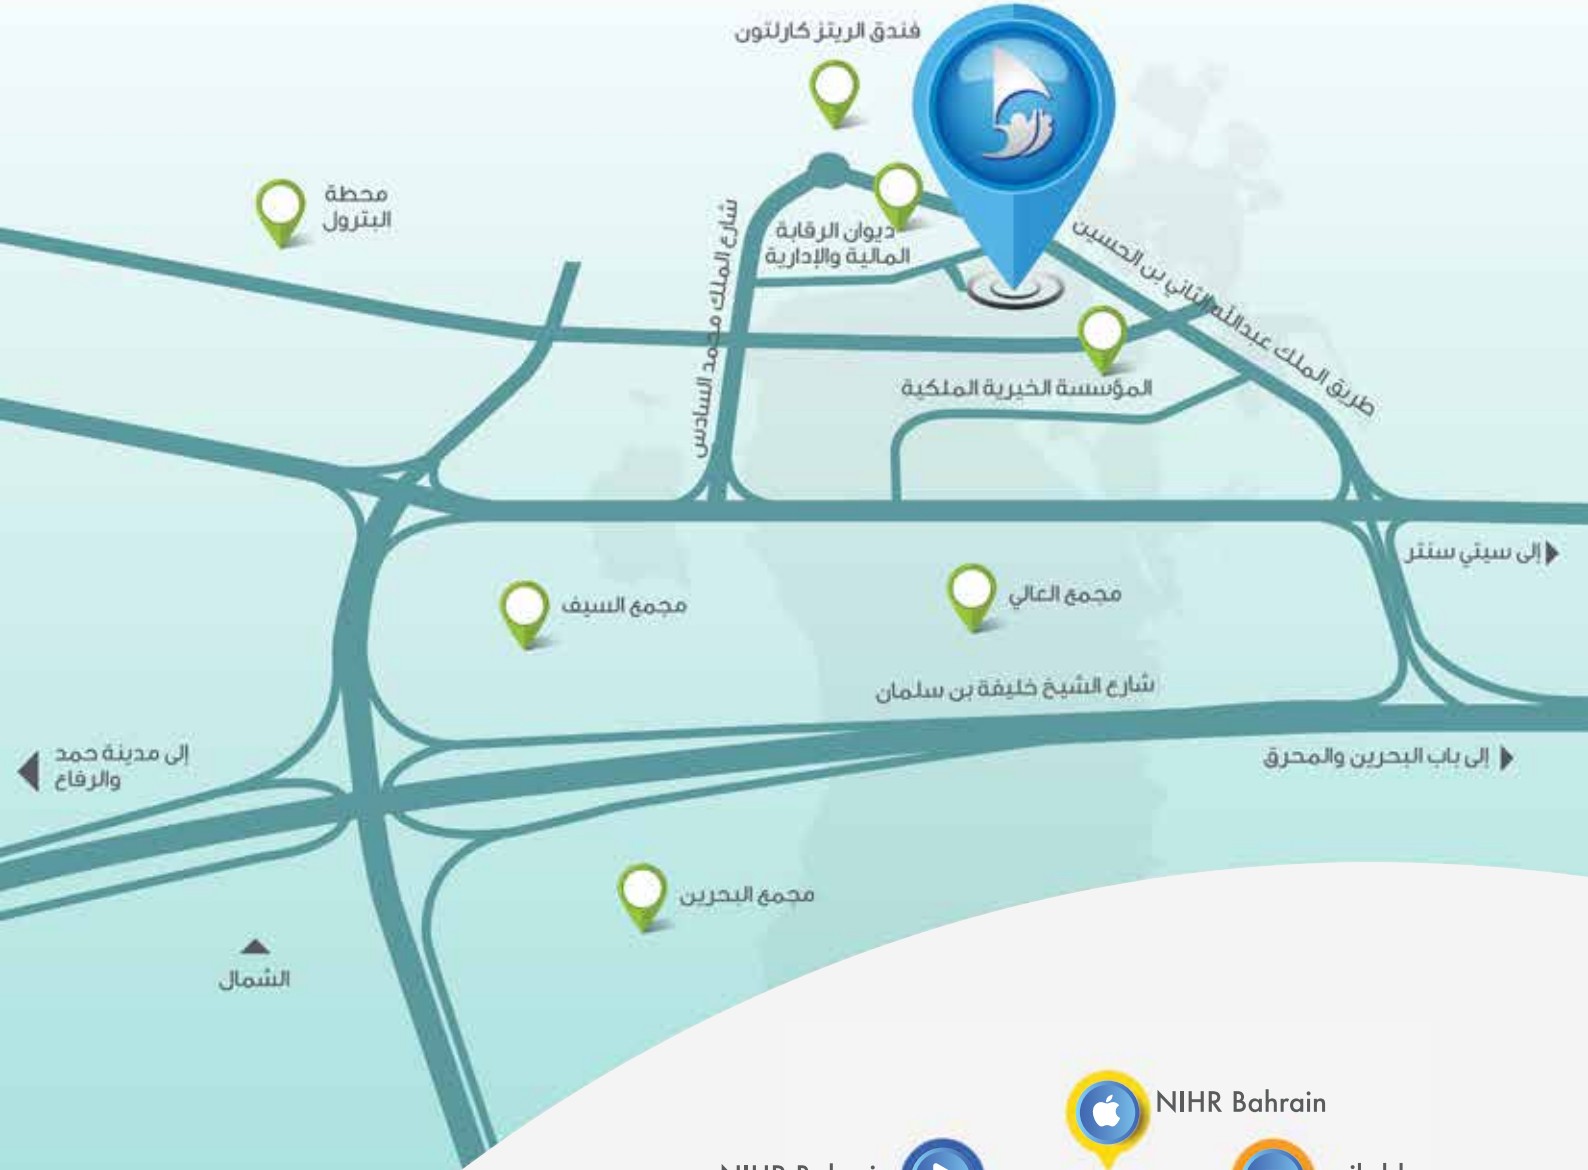 فندق الريتز كارلتون
محطة
البترول
شارع الملك محمد السادس
ديوان الرقابة
المالية والإدارية
طريق الملك عبدالله الثاني بن الحسين
المؤسسة الخيرية الملكية
إلى سيتي سنتر
مجمع السيف
مجمع العالي
شارع الشيخ خليفة بن سلمان
إلى مدينة حمد
والرفاع
إلى باب البحرين والمحرق
مجمع البحرين
الشمال
NIHR Bahrain
NIHR Bahrain